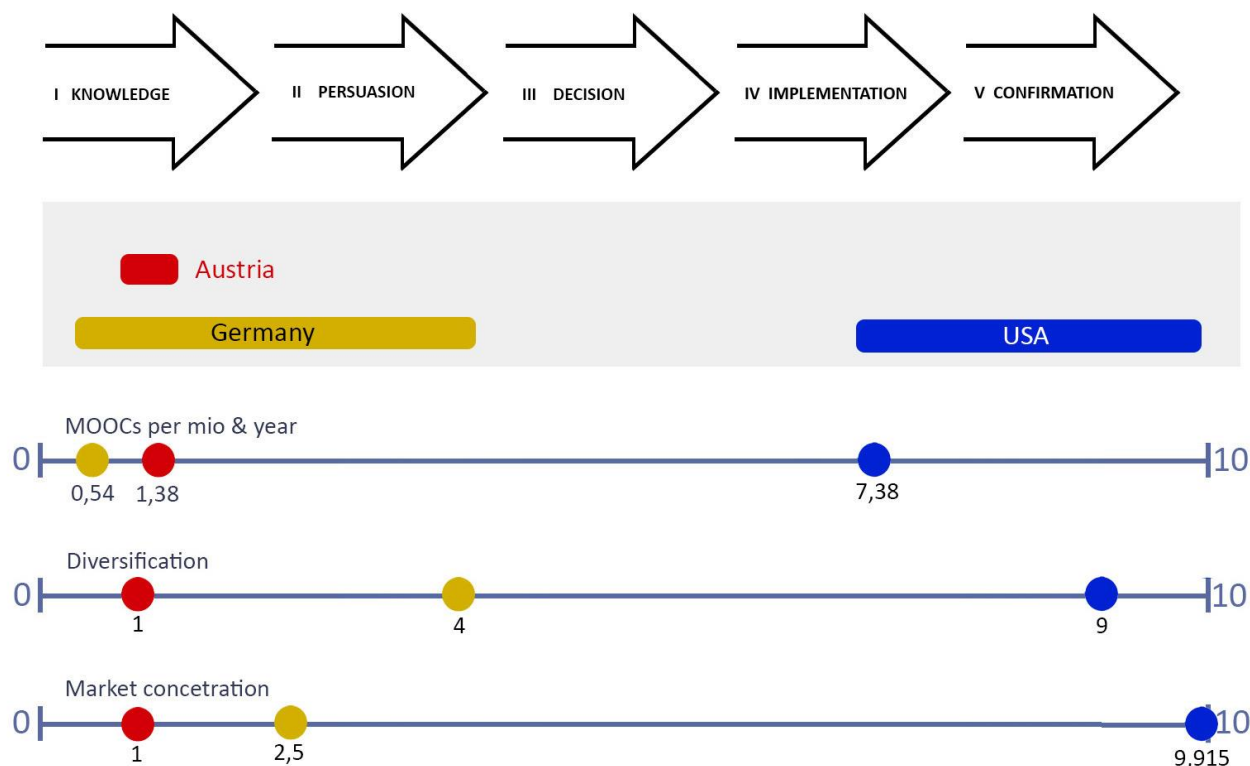 I KNOWLEDGE
II PERSUASION
III DECISION
IV IMPLEMENTATION
V CONFIRMATION
Austria
Germany
USA
MOOCs per mio & year
0
10
0,54
1,38
7,38
Diversification
0
10
1
4
9
Market concetration
0
10
1
2,5
9,915